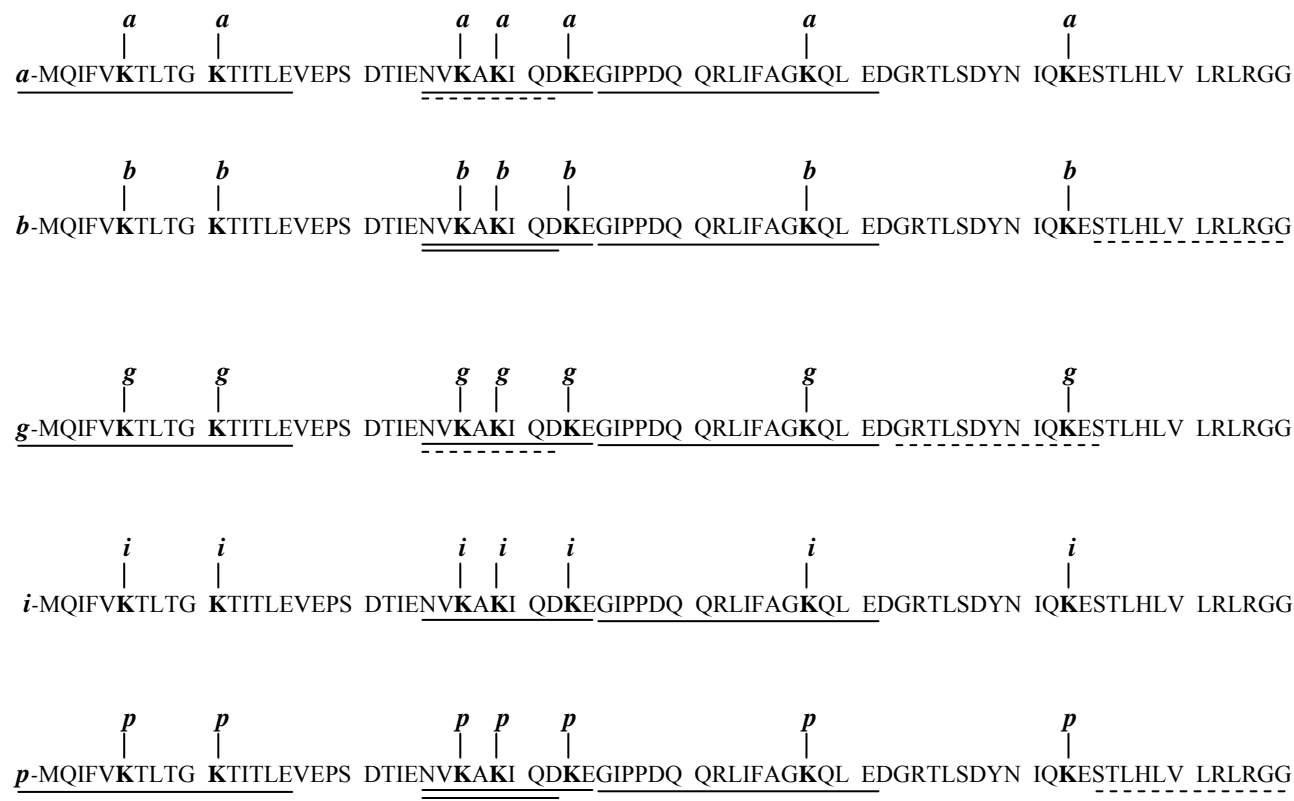 a a a a a a a
a-MQIFVKTLTG KTITLEVEPS DTIENVKAKI QDKEGIPPDQ QRLIFAGKQL EDGRTLSDYN IQKESTLHLV LRLRGG
b b b b b b b
b-MQIFVKTLTG KTITLEVEPS DTIENVKAKI QDKEGIPPDQ QRLIFAGKQL EDGRTLSDYN IQKESTLHLV LRLRGG
g g g g g g g
g-MQIFVKTLTG KTITLEVEPS DTIENVKAKI QDKEGIPPDQ QRLIFAGKQL EDGRTLSDYN IQKESTLHLV LRLRGG
i i i i i i i
i-MQIFVKTLTG KTITLEVEPS DTIENVKAKI QDKEGIPPDQ QRLIFAGKQL EDGRTLSDYN IQKESTLHLV LRLRGG
p p p p p p p
p-MQIFVKTLTG KTITLEVEPS DTIENVKAKI QDKEGIPPDQ QRLIFAGKQL EDGRTLSDYN IQKESTLHLV LRLRGG